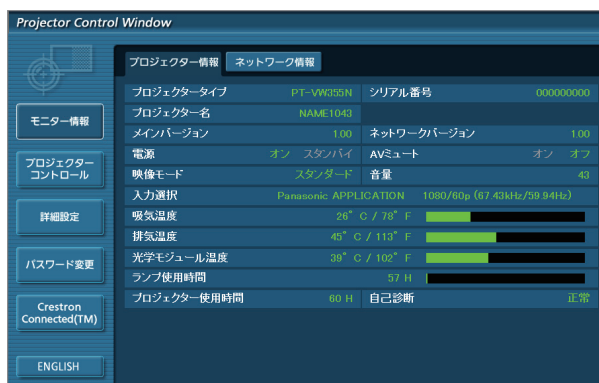 Projector Control Window
プロジェクター情報 ネットワーク情報
モニター情報
プロジェクター
コントロール
詳細設定
パスワード変更
Crestron
Connected(TM)
ENGLISH
プロジェクタータイプ PT-VW355N シリアル番号 000000000
プロジェクター名 NAME1043
メインバージョン 1.00 ネットワークバージョン 1.00
電源 オン スタンバイ AVミュート オン オフ
映像モード スタンダード 音量 43
入力選択 Panasonic APPLICATION 1080/60p (67.43kHz/59.94Hz)
吸気温度 26° C / 78° F
排気温度 45° C / 113° F
光学モジュール温度 39° C / 102° F
ランプ使用時間 57 H
プロジェクター使用時間 60 H 自己診断 正常